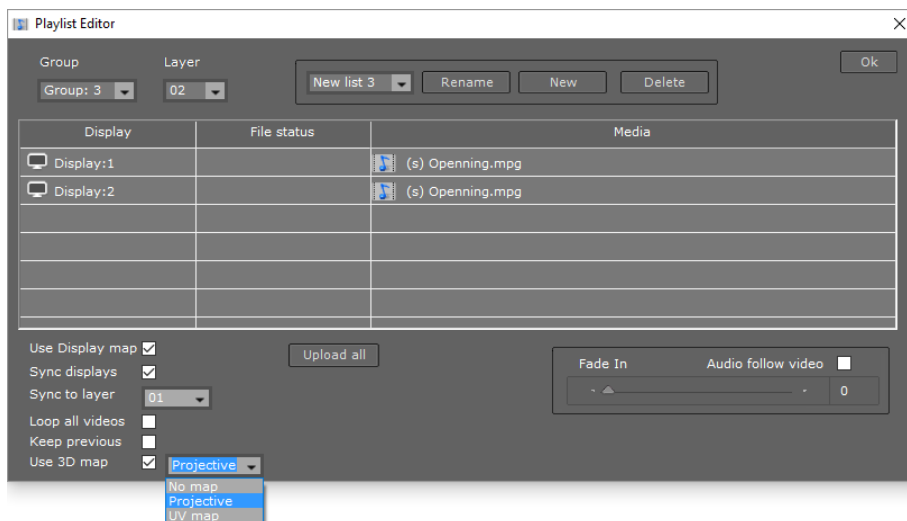 Playlist Editor
Group Layer
Ok
Group: 3 02 New list 3 Rename New Delete
Display File status Media
Display:1 (s) Openning.mpg
Display:2 (s) Openning.mpg
Use Display map
Upload all
Sync displays
Fade In Audio follow video
Sync to layer 01
0
Loop all videos
Keep previous
Use 3D map Projective
No map
Projective
UV map